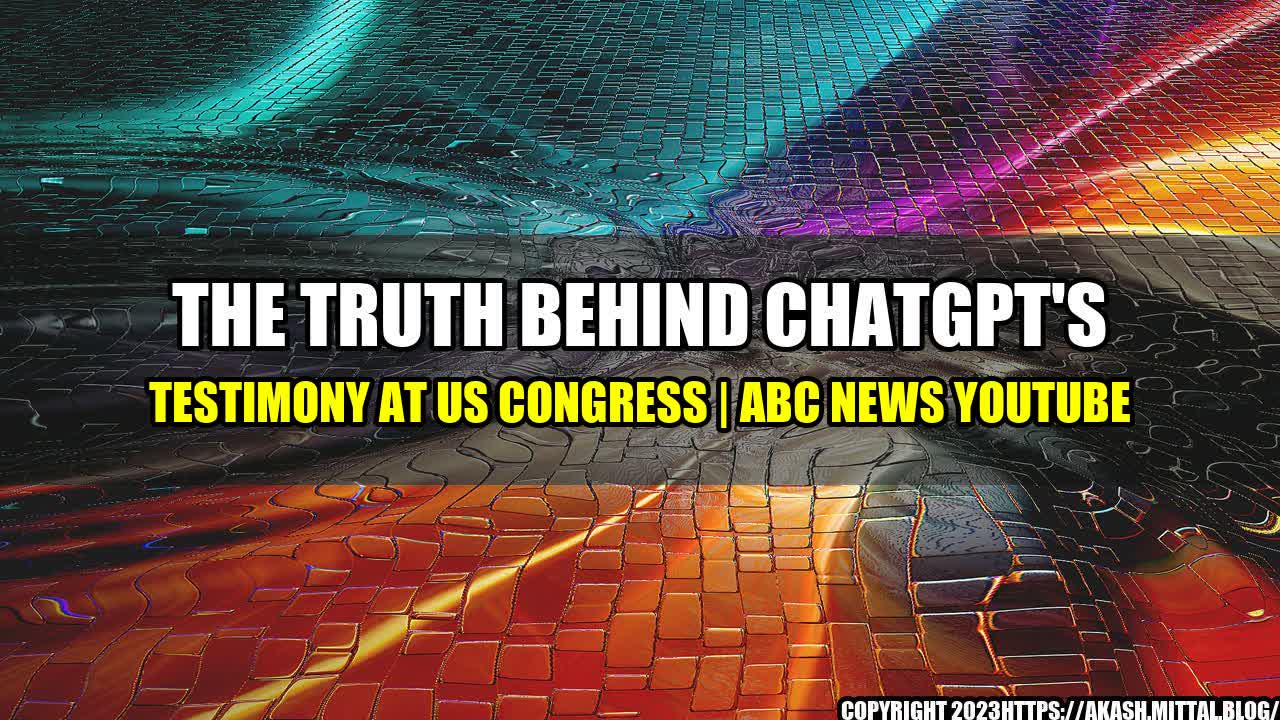 THE TRUTH BEHIND CHATGPT'S
TESTIMONY AT US CONGRESS | ABC NEWS YOUTUBE
COPYRIGHT 2023HTTPS://AKASH.MITTAL.BLOG/